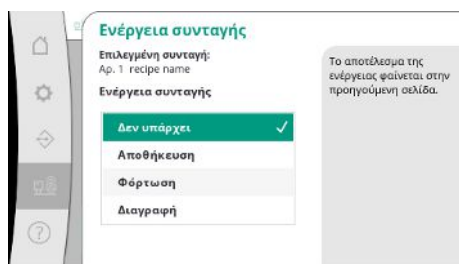 Ενέργεια συνταγής
Επιλεγμένη συνταγή:
Αρ. 1 recipe name
Ενέργεια συνταγής
Δεν υπάρχει
Αποθήκευση
Φόρτωση
Διαγραφή
Το αποτέλεσμα της
ενέργειας φαίνεται στην
προηγούμενη σελίδα.